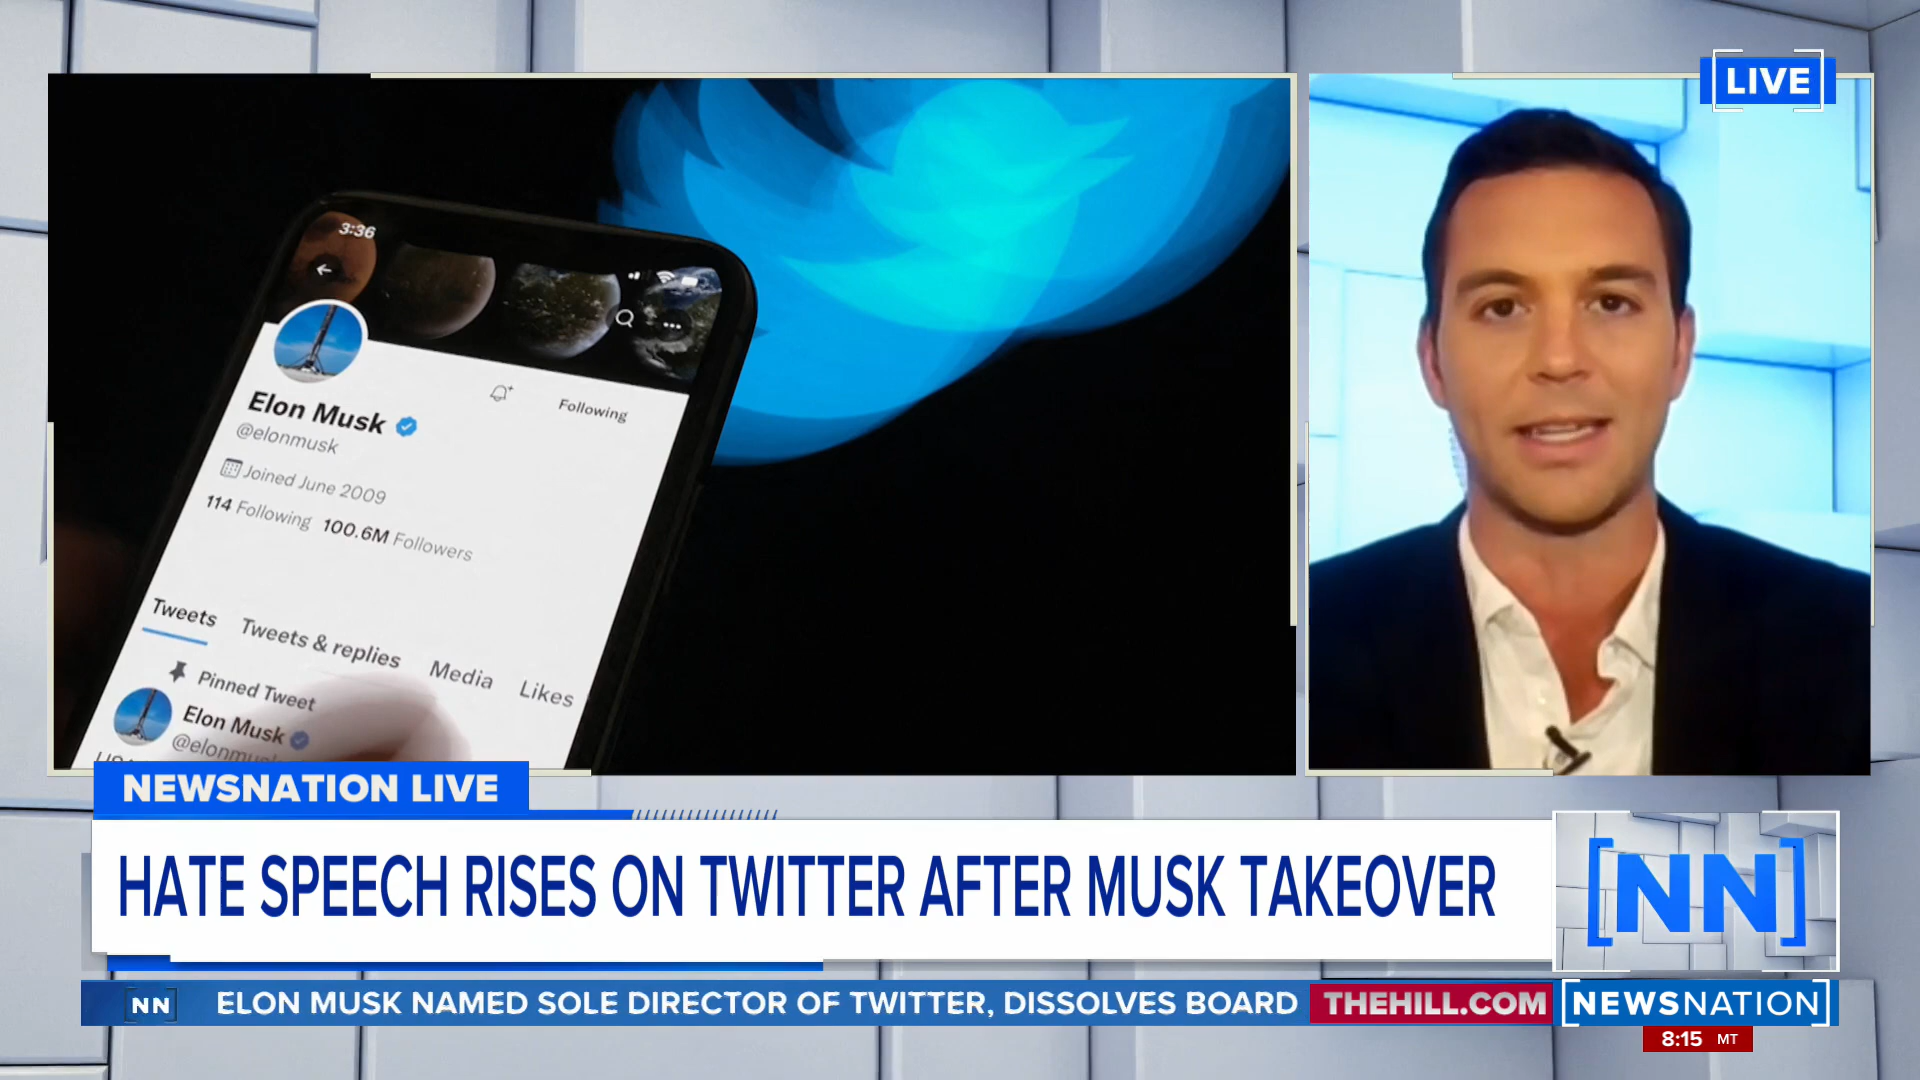 LIVE
3:36
Elon Musk
@elonmusk
Following
Joined June 2009
114 Following 100.6M Followers
Tweets Tweets & replies Media Likes
Pinned Tweet
Elon Musk
NEWSNATION LIVE
HATE SPEECH RISES ON TWITTER AFTER MUSK TAKEOVER
[NN]
NN ELON MUSK NAMED SOLE DIRECTOR OF TWITTER, DISSOLVES BOARD THEHILL.COM [NEWSNATION]
8:15 MT